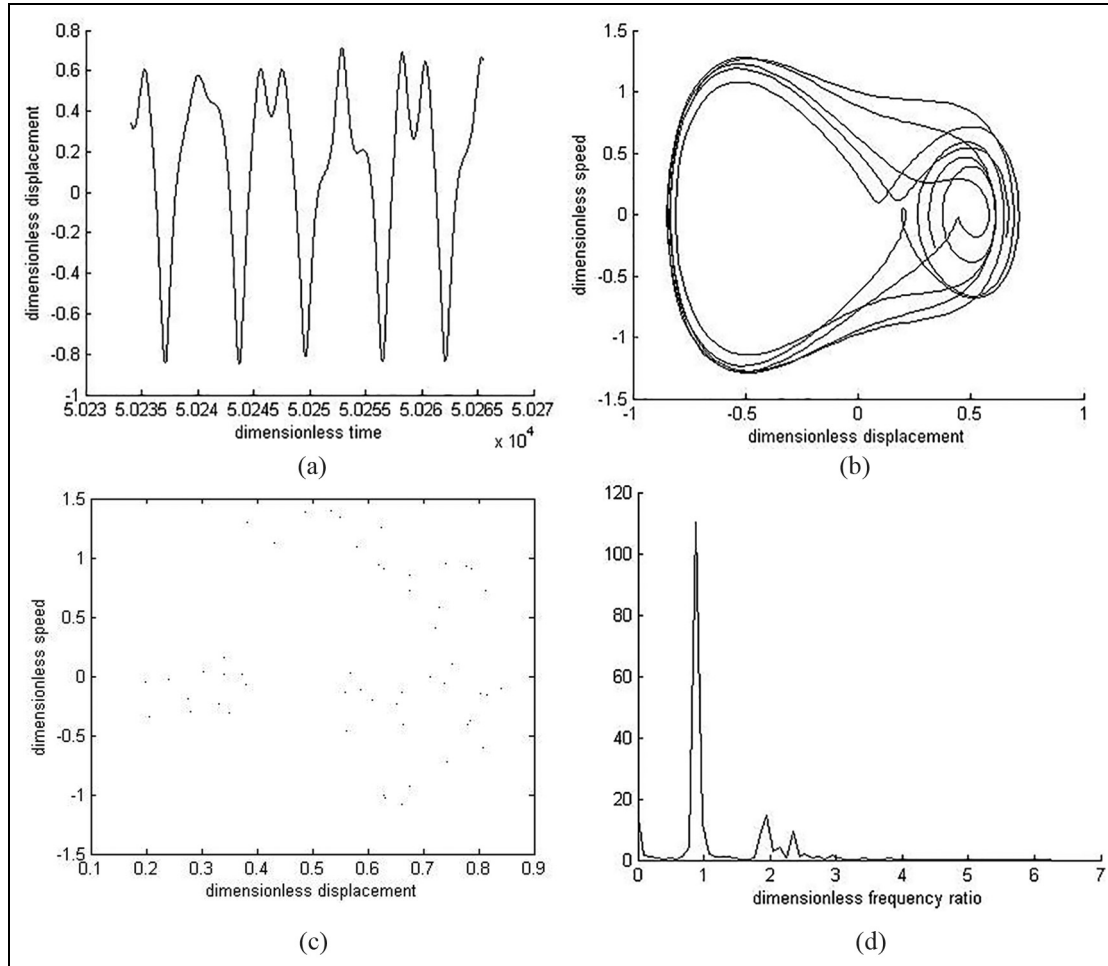 0.8
0.6
0.4
0.2
0
-0.2
-0.4
-0.6
-0.8
-1
dimensionless displacement
5.023 5.0235 5.024 5.0245 5.025 5.0255 5.026 5.0265 5.027
dimensionless time
x 10^4
(a)
1.5
1
0.5
0
-0.5
-1
-1.5
dimensionless speed
-1 -0.5 0 0.5 1
dimensionless displacement
(b)
1.5
1
0.5
0
-0.5
-1
-1.5
dimensionless speed
0.1 0.2 0.3 0.4 0.5 0.6 0.7 0.8 0.9
dimensionless displacement
(c)
120
100
80
60
40
20
0
0 1 2 3 4 5 6 7
dimensionless frequency ratio
(d)